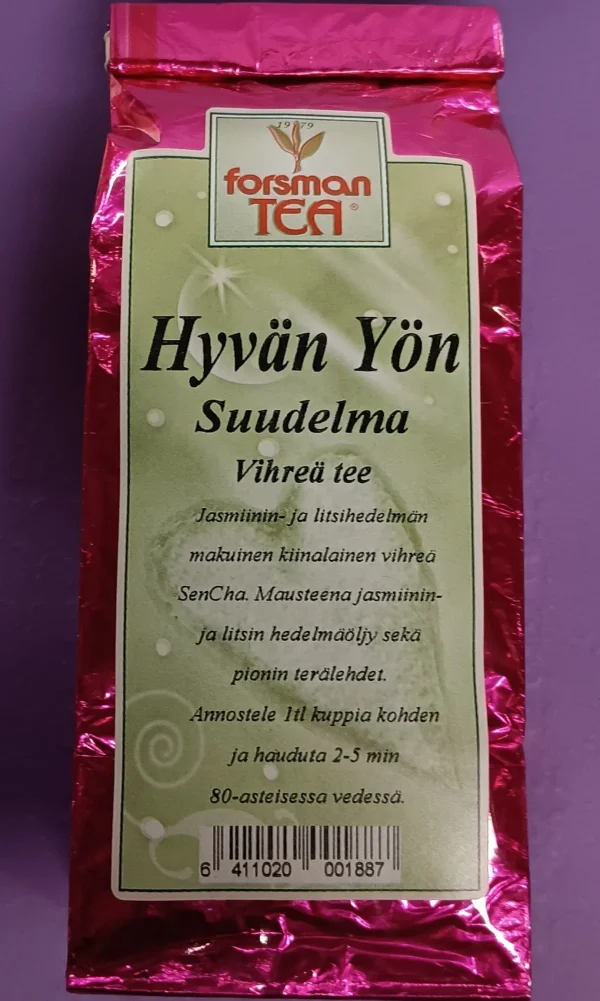 1979
forsman
TEA®
Hyvän Yön
Suudelma
Vihreä tee
Jasmiinin- ja litsihedelmän
makuinen kiinalainen vihreä
SenCha. Mausteena jasmiinin-
ja litsin hedelmäöljy sekä
pionin terälehdet.
Annostele 1tl kuppia kohden
ja hauduta 2-5 min
80-asteisessa vedessä.
6 411020 001887